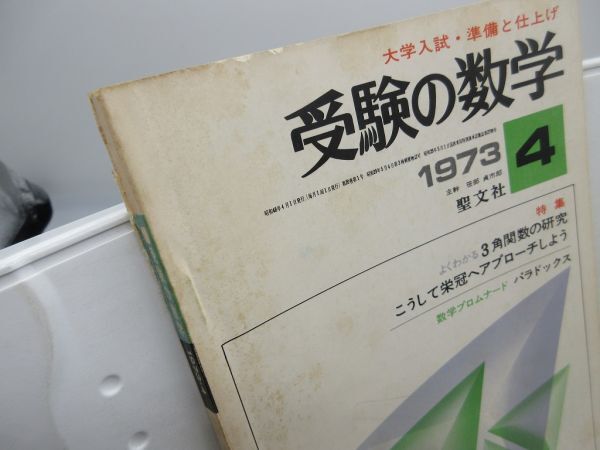 大学入試・準備と仕上げ
受験の数学
1973 4
聖文社
特集
よくわかる 3角関数の研究
こうして栄冠へアプローチしよう
数学プロムナード パラドックス